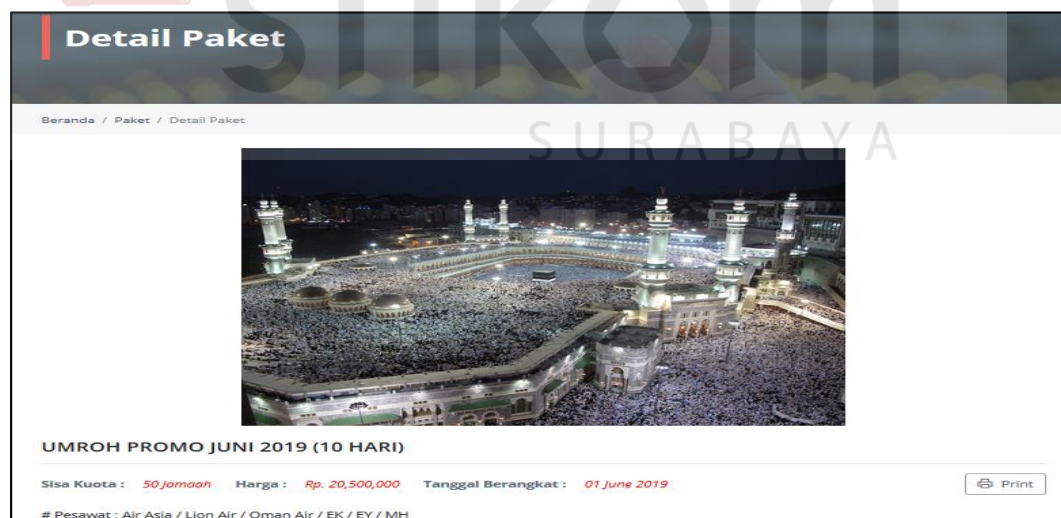 stikom
Detail Paket
Beranda / Paket / Detail Paket
SURABAYA
UMROH PROMO JUNI 2019 (10 HARI)
Sisa Kuota : 50 Jamaah Harga : Rp. 20,500,000 Tanggal Berangkat : 01 June 2019 Print
# Pesawat : Air Asia / Lion Air / Oman Air / EK / EY / MH